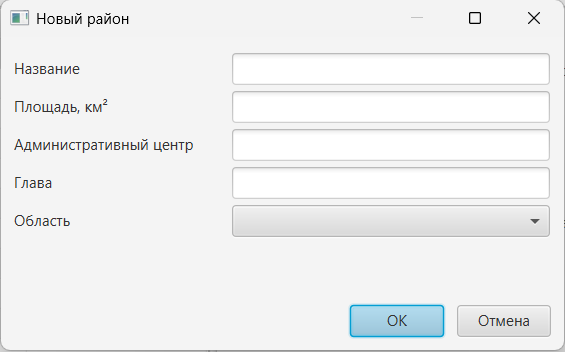 Новый район
Название
Площадь, км²
Административный центр
Глава
Область
OK
Отмена